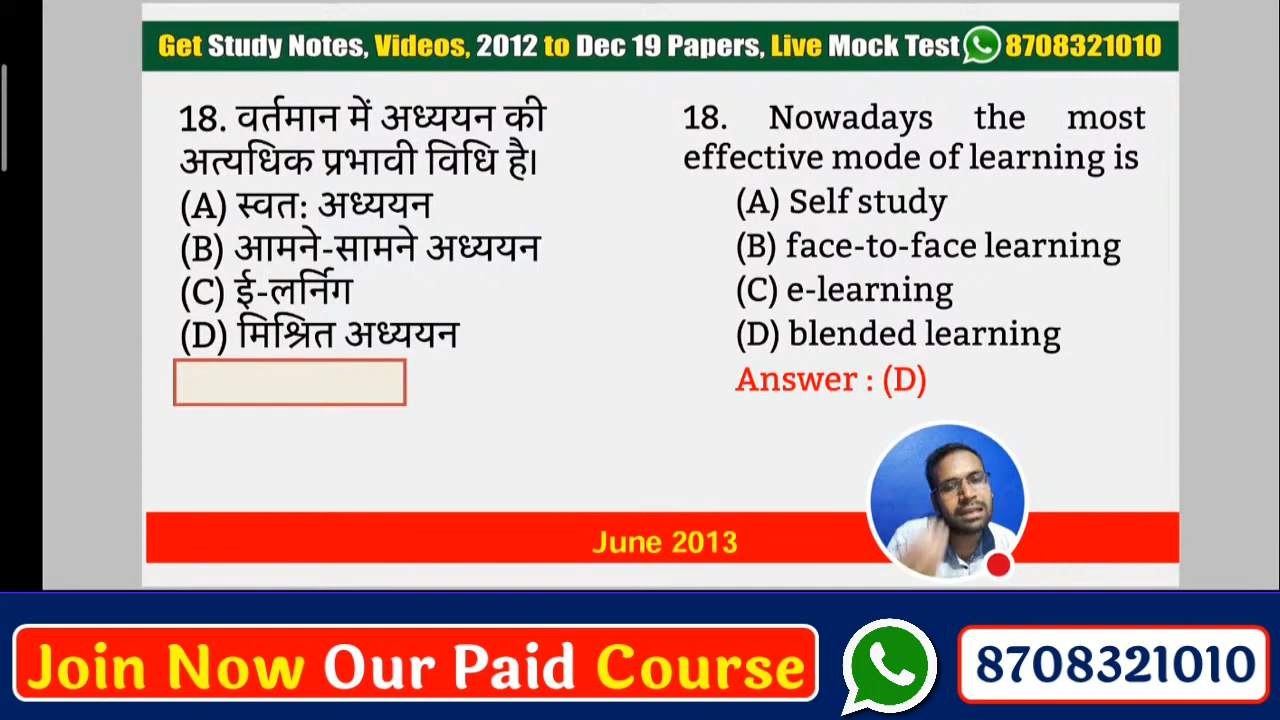 Get Study Notes, Videos, 2012 to Dec 19 Papers, Live Mock Test 8708321010
18. वर्तमान में अध्ययन की
अत्यधिक प्रभावी विधि है।
(A) स्वत: अध्ययन
(B) आमने-सामने अध्ययन
(C) ई-लर्निंग
(D) मिश्रित अध्ययन
18. Nowadays the most
effective mode of learning is
(A) Self study
(B) face-to-face learning
(C) e-learning
(D) blended learning
Answer : (D)
June 2013
Join Now Our Paid Course 8708321010